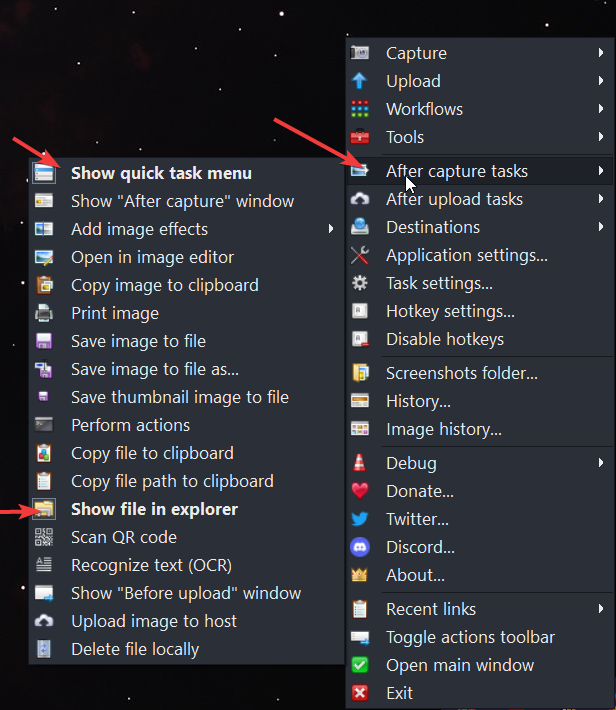 Capture
Upload
Workflows
Tools
After capture tasks
After upload tasks
Destinations
Application settings...
Task settings...
Hotkey settings...
Disable hotkeys
Screenshots folder...
History...
Image history...
Debug
Donate...
Twitter...
Discord...
About...
Recent links
Toggle actions toolbar
Open main window
Exit
Show quick task menu
Show "After capture" window
Add image effects
Open in image editor
Copy image to clipboard
Print image
Save image to file
Save image to file as...
Save thumbnail image to file
Perform actions
Copy file to clipboard
Copy file path to clipboard
Show file in explorer
Scan QR code
Recognize text (OCR)
Show "Before upload" window
Upload image to host
Delete file locally